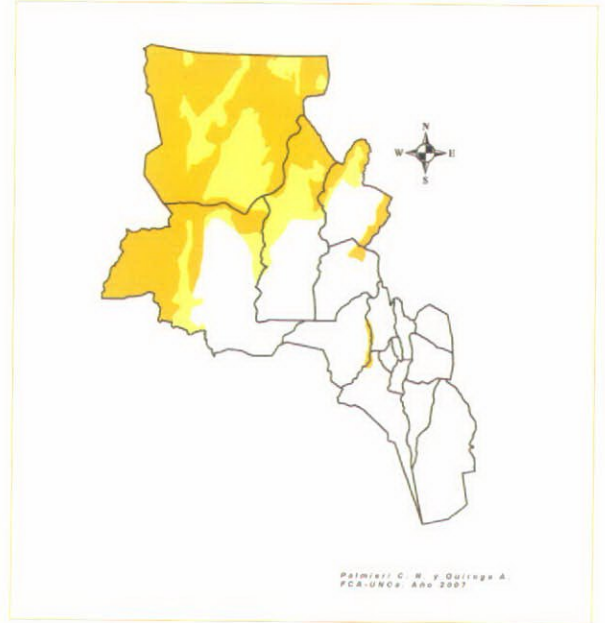 N
W E
S
Palmieri C. N. y Quiroga A.
FCA-UNCa. Año 2007